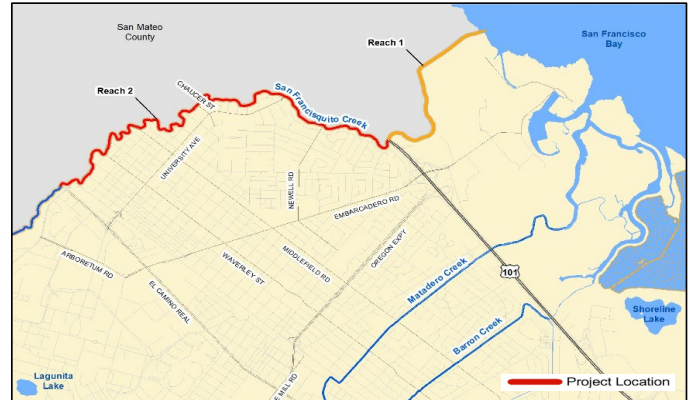 San Mateo
County
San Francisco
Bay
Reach 1
Reach 2
CHAUCER ST
San Francisquito Creek
UNIVERSITY AVE
NEWELL RD
EMBARCADERO RD
ARBORETUM RD
WAVERLEY ST
MIDDLEFIELD RD
OREGON EXPY
EL CAMINO REAL
Matadero Creek
101
Barron Creek
Shoreline
Lake
Lagunita
Lake
E MILL RD
Project Location